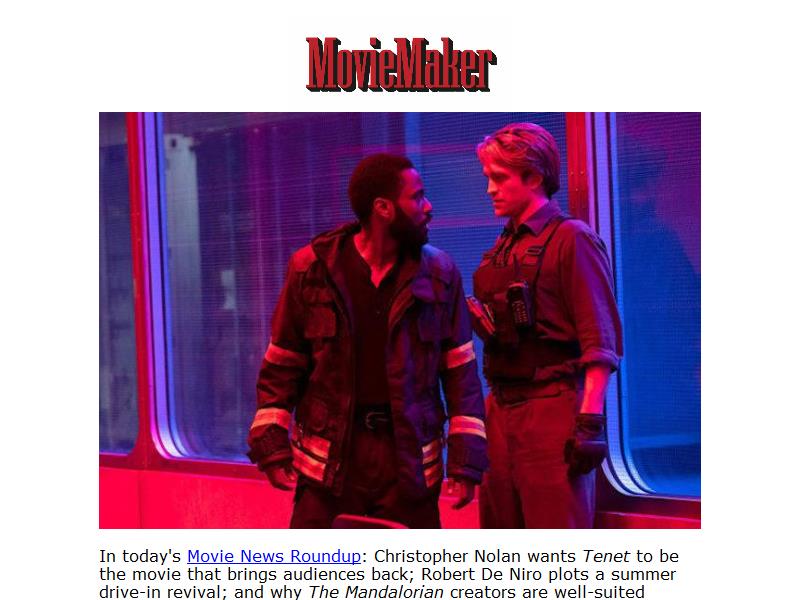 MovieMaker
In today's Movie News Roundup: Christopher Nolan wants Tenet to be
the movie that brings audiences back; Robert De Niro plots a summer
drive-in revival; and why The Mandalorian creators are well-suited